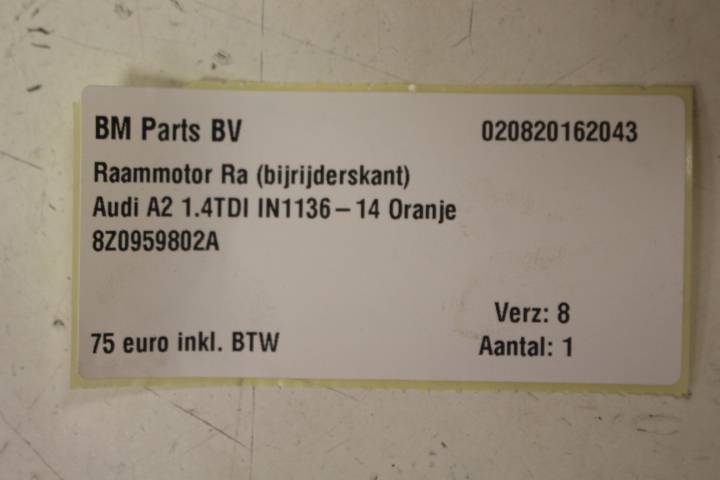 BM Parts BV 020820162043
Raammotor Ra (bijrijderskant)
Audi A2 1.4TDI IN1136–14 Oranje
8Z0959802A
Verz: 8
75 euro inkl. BTW Aantal: 1